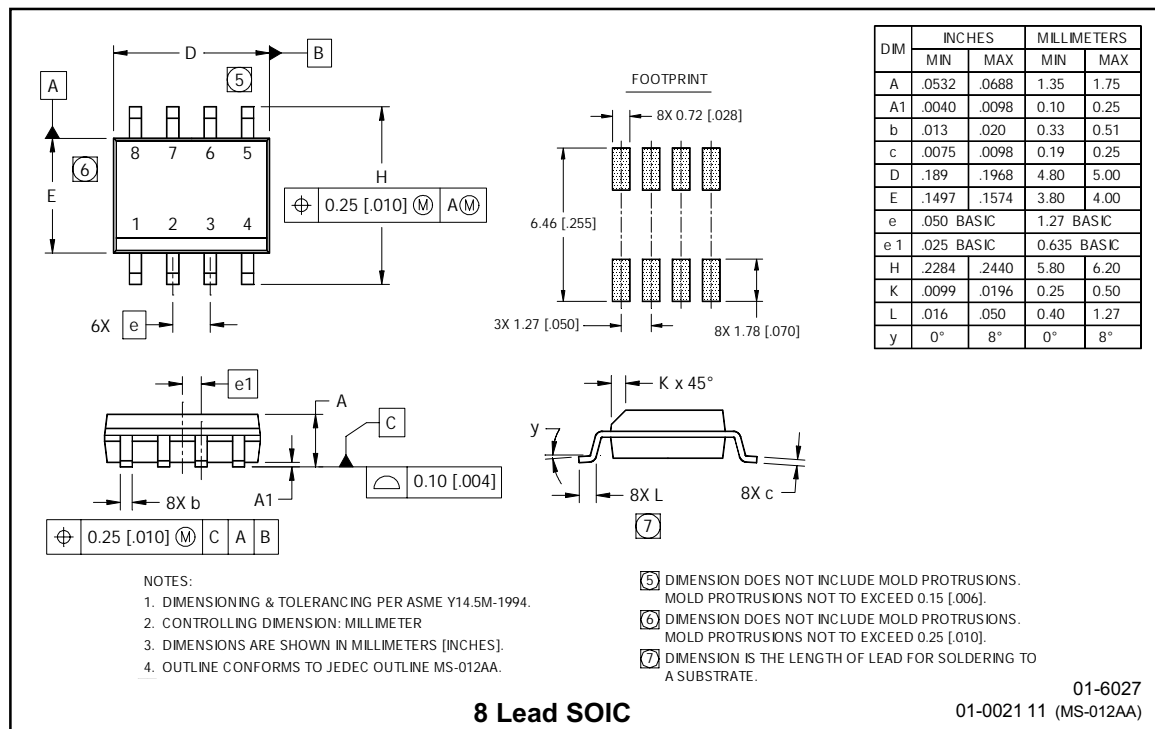 D
B
5
A
8 7 6 5
6
E
1 2 3 4
H
⌖ 0.25 [.010] Ⓜ A Ⓜ
6X e
FOOTPRINT
8X 0.72 [.028]
6.46 [.255]
3X 1.27 [.050]
8X 1.78 [.070]
DIM INCHES MILLIMETERS
MIN MAX MIN MAX
A .0532 .0688 1.35 1.75
A1 .0040 .0098 0.10 0.25
b .013 .020 0.33 0.51
c .0075 .0098 0.19 0.25
D .189 .1968 4.80 5.00
E .1497 .1574 3.80 4.00
e .050 BASIC 1.27 BASIC
e 1 .025 BASIC 0.635 BASIC
H .2284 .2440 5.80 6.20
K .0099 .0196 0.25 0.50
L .016 .050 0.40 1.27
y 0° 8° 0° 8°
e1
A
C
⌓ 0.10 [.004]
8X b
A1
⌖ 0.25 [.010] Ⓜ C A B
K x 45°
y
8X L
8X c
7
NOTES:
1. DIMENSIONING & TOLERANCING PER ASME Y14.5M-1994.
2. CONTROLLING DIMENSION: MILLIMETER
3. DIMENSIONS ARE SHOWN IN MILLIMETERS [INCHES].
4. OUTLINE CONFORMS TO JEDEC OUTLINE MS-012AA.
5 DIMENSION DOES NOT INCLUDE MOLD PROTRUSIONS.
MOLD PROTRUSIONS NOT TO EXCEED 0.15 [.006].
6 DIMENSION DOES NOT INCLUDE MOLD PROTRUSIONS.
MOLD PROTRUSIONS NOT TO EXCEED 0.25 [.010].
7 DIMENSION IS THE LENGTH OF LEAD FOR SOLDERING TO
A SUBSTRATE.
8 Lead SOIC
01-6027
01-0021 11 (MS-012AA)